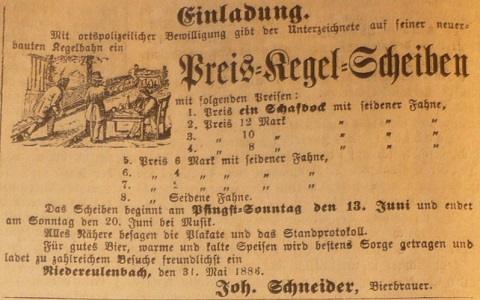 Einladung.
Mit ortspolizeilicher Bewilligung gibt der Unterzeichnete auf seiner neuer-
bauten Kegelbahn ein
Preis-Kegel-Scheiben
mit folgenden Preisen:
1. Preis ein Schafbock mit seidener Fahne,
2. Preis 12 Mark „ „ „
3. „ 10 „ „ „ „
4. „ 8 „ „ „ „
5. Preis 6 Mark mit seidener Fahne,
6. „ 4 „ „ „ „
7. „ „ „ „ „
8. „ Seidene Fahne.
Das Scheiben beginnt am Pfingst-Sonntag den 13. Juni und endet
am Sonntag den 20. Juni bei Musik.
Alles Nähere besagen die Plakate und das Standprotokoll.
Für gutes Bier, warme und kalte Speisen wird bestens Sorge getragen und
ladet zu zahlreichem Besuche freundlichst ein
Niedereulenbach, den 31. Mai 1886.
Joh. Schneider, Bierbrauer.